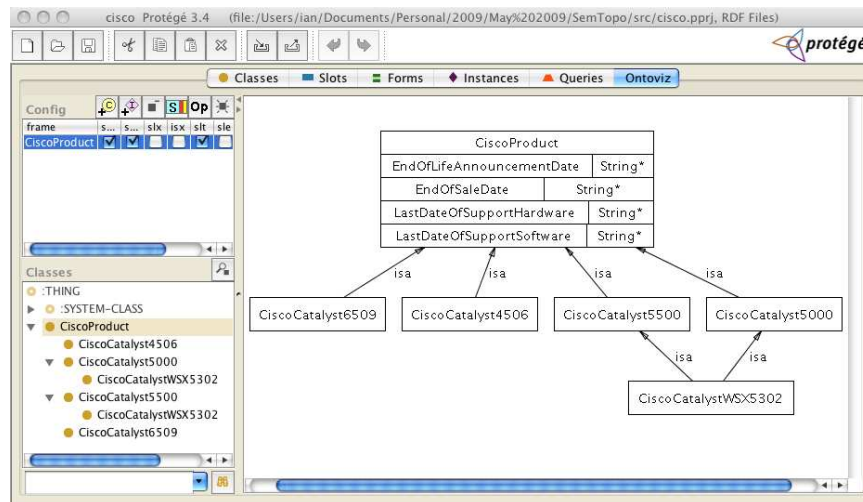 cisco Protégé 3.4 (file:/Users/ian/Documents/Personal/2009/May%202009/SemTopo/src/cisco.pprj, RDF Files)
protégé
Classes Slots Forms Instances Queries Ontoviz
Config
C I S Op
frame s... s... slx isx slt sle
CiscoProduct
Classes
:THING
:SYSTEM-CLASS
CiscoProduct
CiscoCatalyst4506
CiscoCatalyst5000
CiscoCatalystWSX5302
CiscoCatalyst5500
CiscoCatalystWSX5302
CiscoCatalyst6509
CiscoProduct
EndOfLifeAnnouncementDate String*
EndOfSaleDate String*
LastDateOfSupportHardware String*
LastDateOfSupportSoftware String*
isa isa isa isa
CiscoCatalyst6509 CiscoCatalyst4506 CiscoCatalyst5500 CiscoCatalyst5000
isa isa
CiscoCatalystWSX5302